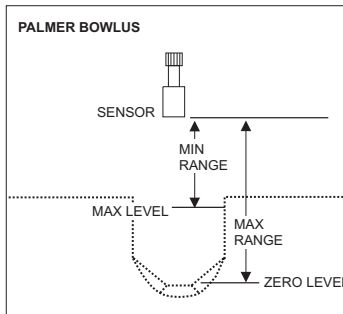 PALMER BOWLUS
SENSOR
MIN
RANGE
MAX LEVEL
MAX
RANGE
ZERO LEVEL